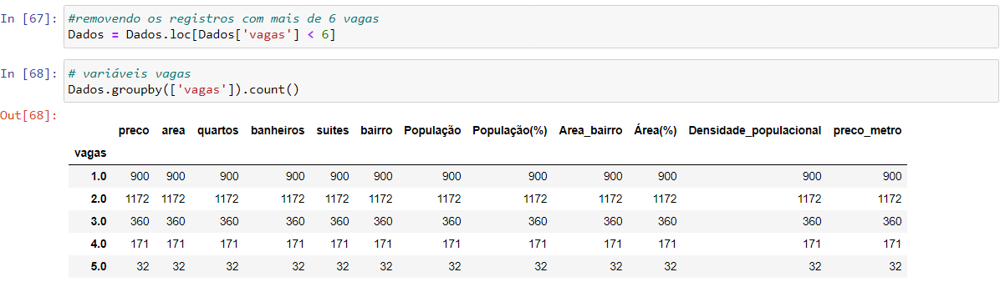 In [67]: #removendo os registros com mais de 6 vagas
Dados = Dados.loc[Dados['vagas'] < 6]
In [68]: # variáveis vagas
Dados.groupby(['vagas']).count()
Out[68]:
preco area quartos banheiros suites bairro População População(%) Area_bairro Área(%) Densidade_populacional preco_metro
vagas
1.0 900 900 900 900 900 900 900 900 900 900 900 900
2.0 1172 1172 1172 1172 1172 1172 1172 1172 1172 1172 1172 1172
3.0 360 360 360 360 360 360 360 360 360 360 360 360
4.0 171 171 171 171 171 171 171 171 171 171 171 171
5.0 32 32 32 32 32 32 32 32 32 32 32 32